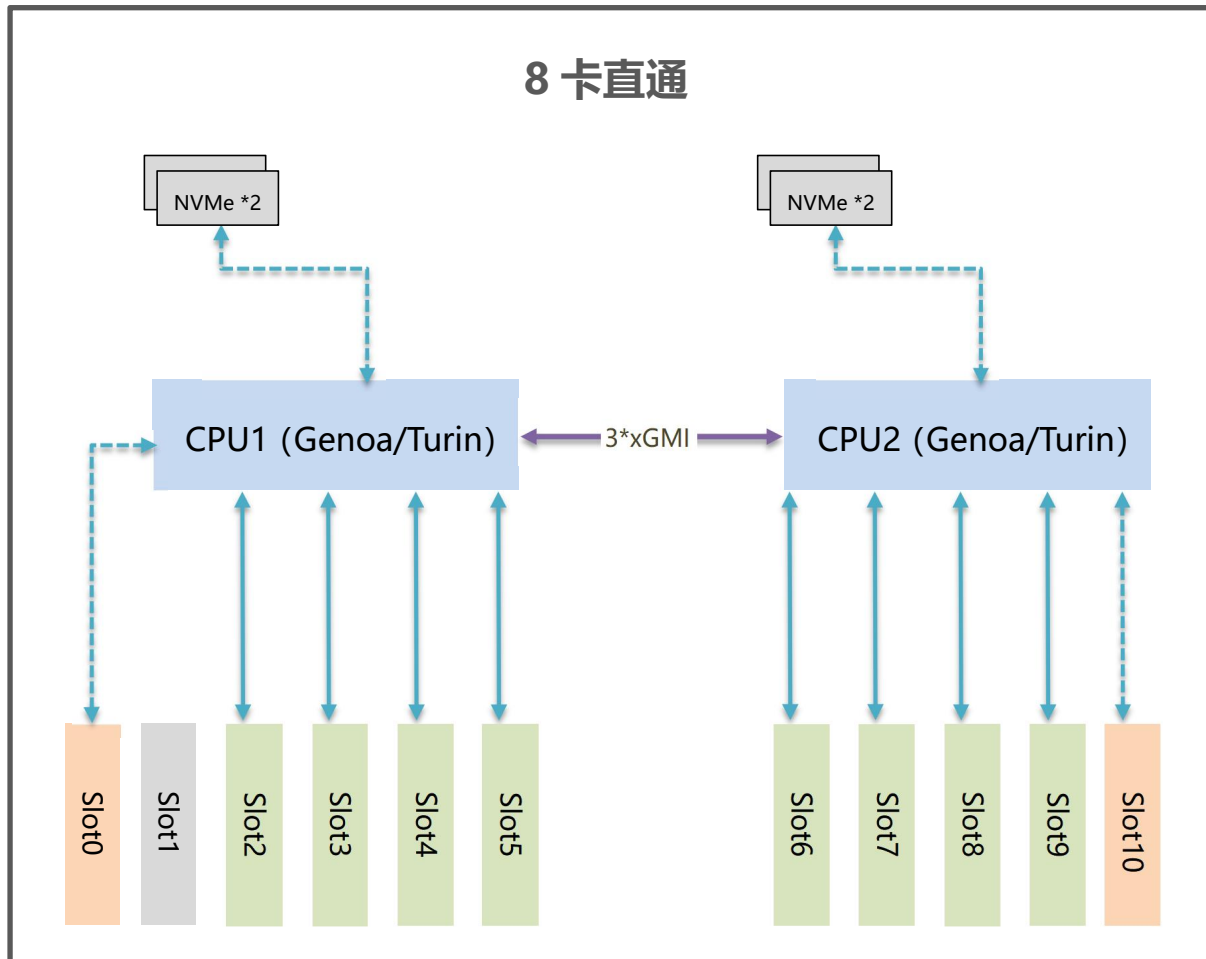 8 卡直通
NVMe *2
NVMe *2
CPU1（Genoa/Turin）
3*xGMI
CPU2（Genoa/Turin）
Slot0
Slot1
Slot2
Slot3
Slot4
Slot5
Slot6
Slot7
Slot8
Slot9
Slot10